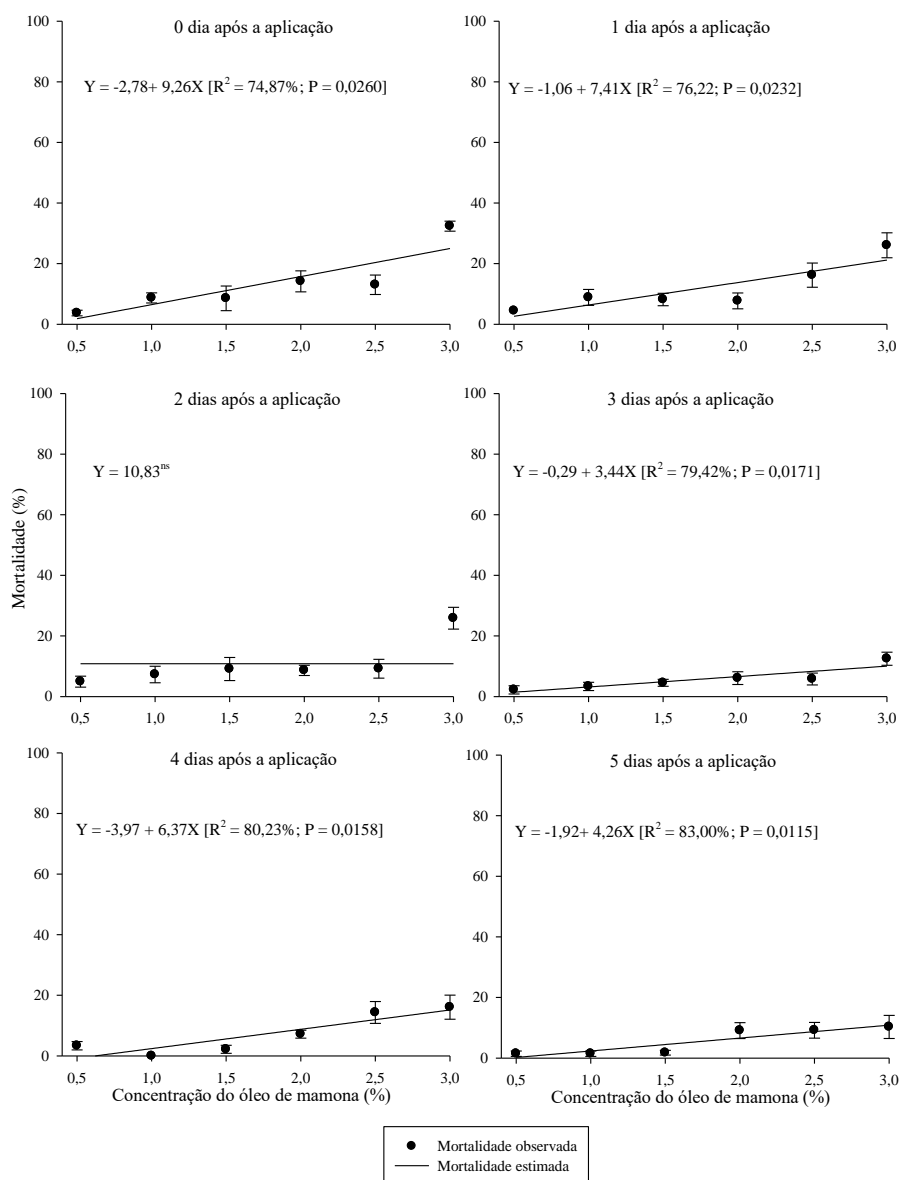 0 dia após a aplicação
100
80
60
40
20
0
Y = -2,78+ 9,26X [R² = 74,87%; P = 0,0260]
0,5 1,0 1,5 2,0 2,5 3,0
1 dia após a aplicação
100
80
60
40
20
0
Y = -1,06 + 7,41X [R² = 76,22; P = 0,0232]
0,5 1,0 1,5 2,0 2,5 3,0
Mortalidade (%)
2 dias após a aplicação
100
80
60
40
20
0
Y = 10,83ⁿˢ
0,5 1,0 1,5 2,0 2,5 3,0
3 dias após a aplicação
100
80
60
40
20
0
Y = -0,29 + 3,44X [R² = 79,42%; P = 0,0171]
0,5 1,0 1,5 2,0 2,5 3,0
4 dias após a aplicação
100
80
60
40
20
0
Y = -3,97 + 6,37X [R² = 80,23%; P = 0,0158]
0,5 1,0 1,5 2,0 2,5 3,0
Concentração do óleo de mamona (%)
5 dias após a aplicação
100
80
60
40
20
0
Y = -1,92+ 4,26X [R² = 83,00%; P = 0,0115]
0,5 1,0 1,5 2,0 2,5 3,0
Concentração do óleo de mamona (%)
Mortalidade observada
Mortalidade estimada